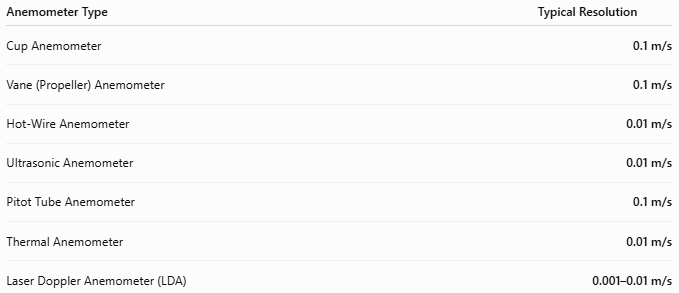 Anemometer Type Typical Resolution
Cup Anemometer 0.1 m/s
Vane (Propeller) Anemometer 0.1 m/s
Hot-Wire Anemometer 0.01 m/s
Ultrasonic Anemometer 0.01 m/s
Pitot Tube Anemometer 0.1 m/s
Thermal Anemometer 0.01 m/s
Laser Doppler Anemometer (LDA) 0.001–0.01 m/s